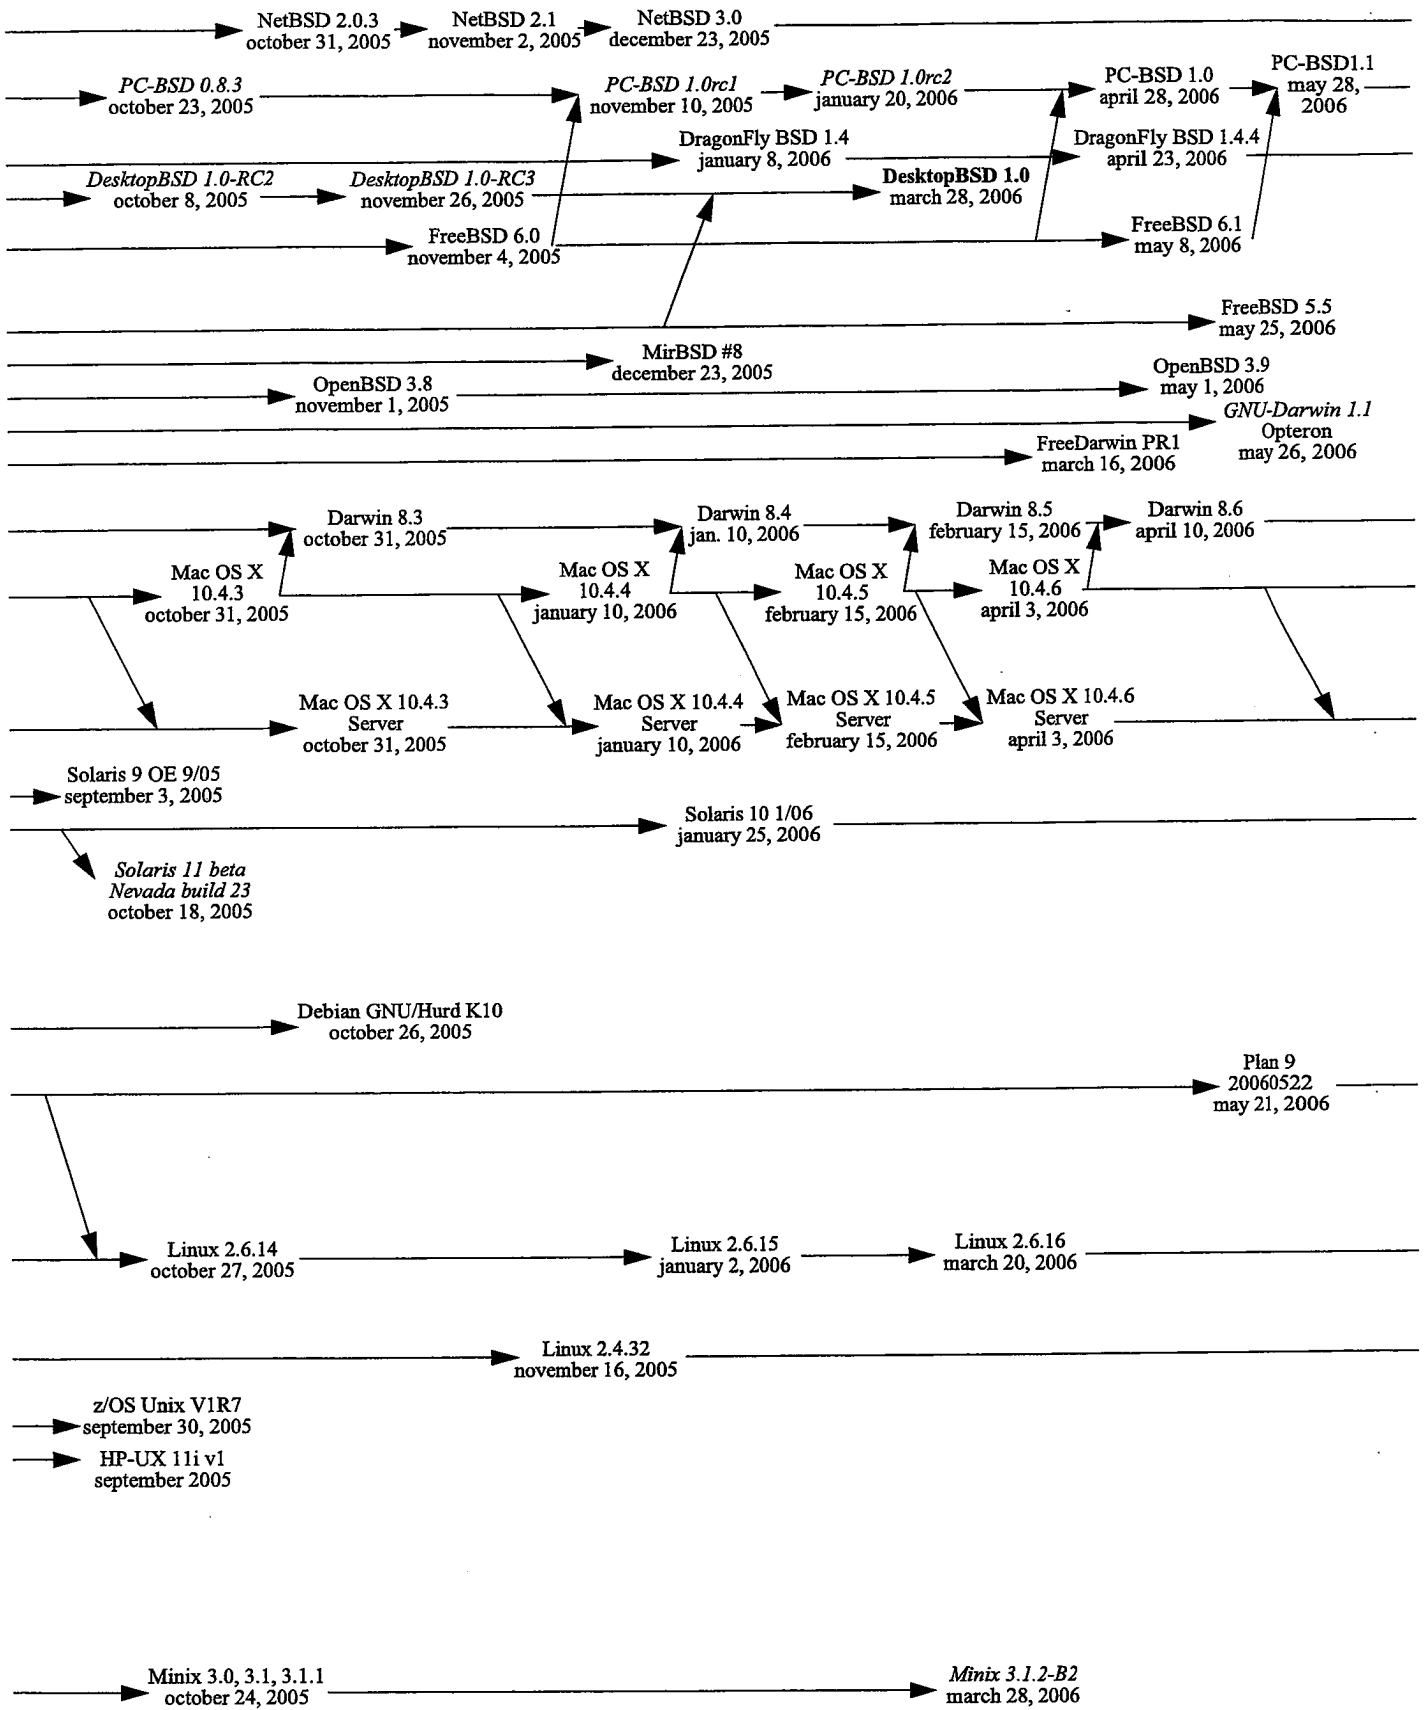 NetBSD 2.0.3
october 31, 2005
NetBSD 2.1
november 2, 2005
NetBSD 3.0
december 23, 2005
PC-BSD 0.8.3
october 23, 2005
PC-BSD 1.0rc1
november 10, 2005
PC-BSD 1.0rc2
january 20, 2006
PC-BSD 1.0
april 28, 2006
PC-BSD1.1
may 28,
2006
DragonFly BSD 1.4
january 8, 2006
DragonFly BSD 1.4.4
april 23, 2006
DesktopBSD 1.0-RC2
october 8, 2005
DesktopBSD 1.0-RC3
november 26, 2005
DesktopBSD 1.0
march 28, 2006
FreeBSD 6.0
november 4, 2005
FreeBSD 6.1
may 8, 2006
FreeBSD 5.5
may 25, 2006
MirBSD #8
december 23, 2005
OpenBSD 3.8
november 1, 2005
OpenBSD 3.9
may 1, 2006
GNU-Darwin 1.1
Opteron
may 26, 2006
FreeDarwin PR1
march 16, 2006
Darwin 8.3
october 31, 2005
Darwin 8.4
jan. 10, 2006
Darwin 8.5
february 15, 2006
Darwin 8.6
april 10, 2006
Mac OS X
10.4.3
october 31, 2005
Mac OS X
10.4.4
january 10, 2006
Mac OS X
10.4.5
february 15, 2006
Mac OS X
10.4.6
april 3, 2006
Mac OS X 10.4.3
Server
october 31, 2005
Mac OS X 10.4.4
Server
january 10, 2006
Mac OS X 10.4.5
Server
february 15, 2006
Mac OS X 10.4.6
Server
april 3, 2006
Solaris 9 OE 9/05
september 3, 2005
Solaris 10 1/06
january 25, 2006
Solaris 11 beta
Nevada build 23
october 18, 2005
Debian GNU/Hurd K10
october 26, 2005
Plan 9
20060522
may 21, 2006
Linux 2.6.14
october 27, 2005
Linux 2.6.15
january 2, 2006
Linux 2.6.16
march 20, 2006
Linux 2.4.32
november 16, 2005
z/OS Unix V1R7
september 30, 2005
HP-UX 11i v1
september 2005
Minix 3.0, 3.1, 3.1.1
october 24, 2005
Minix 3.1.2-B2
march 28, 2006